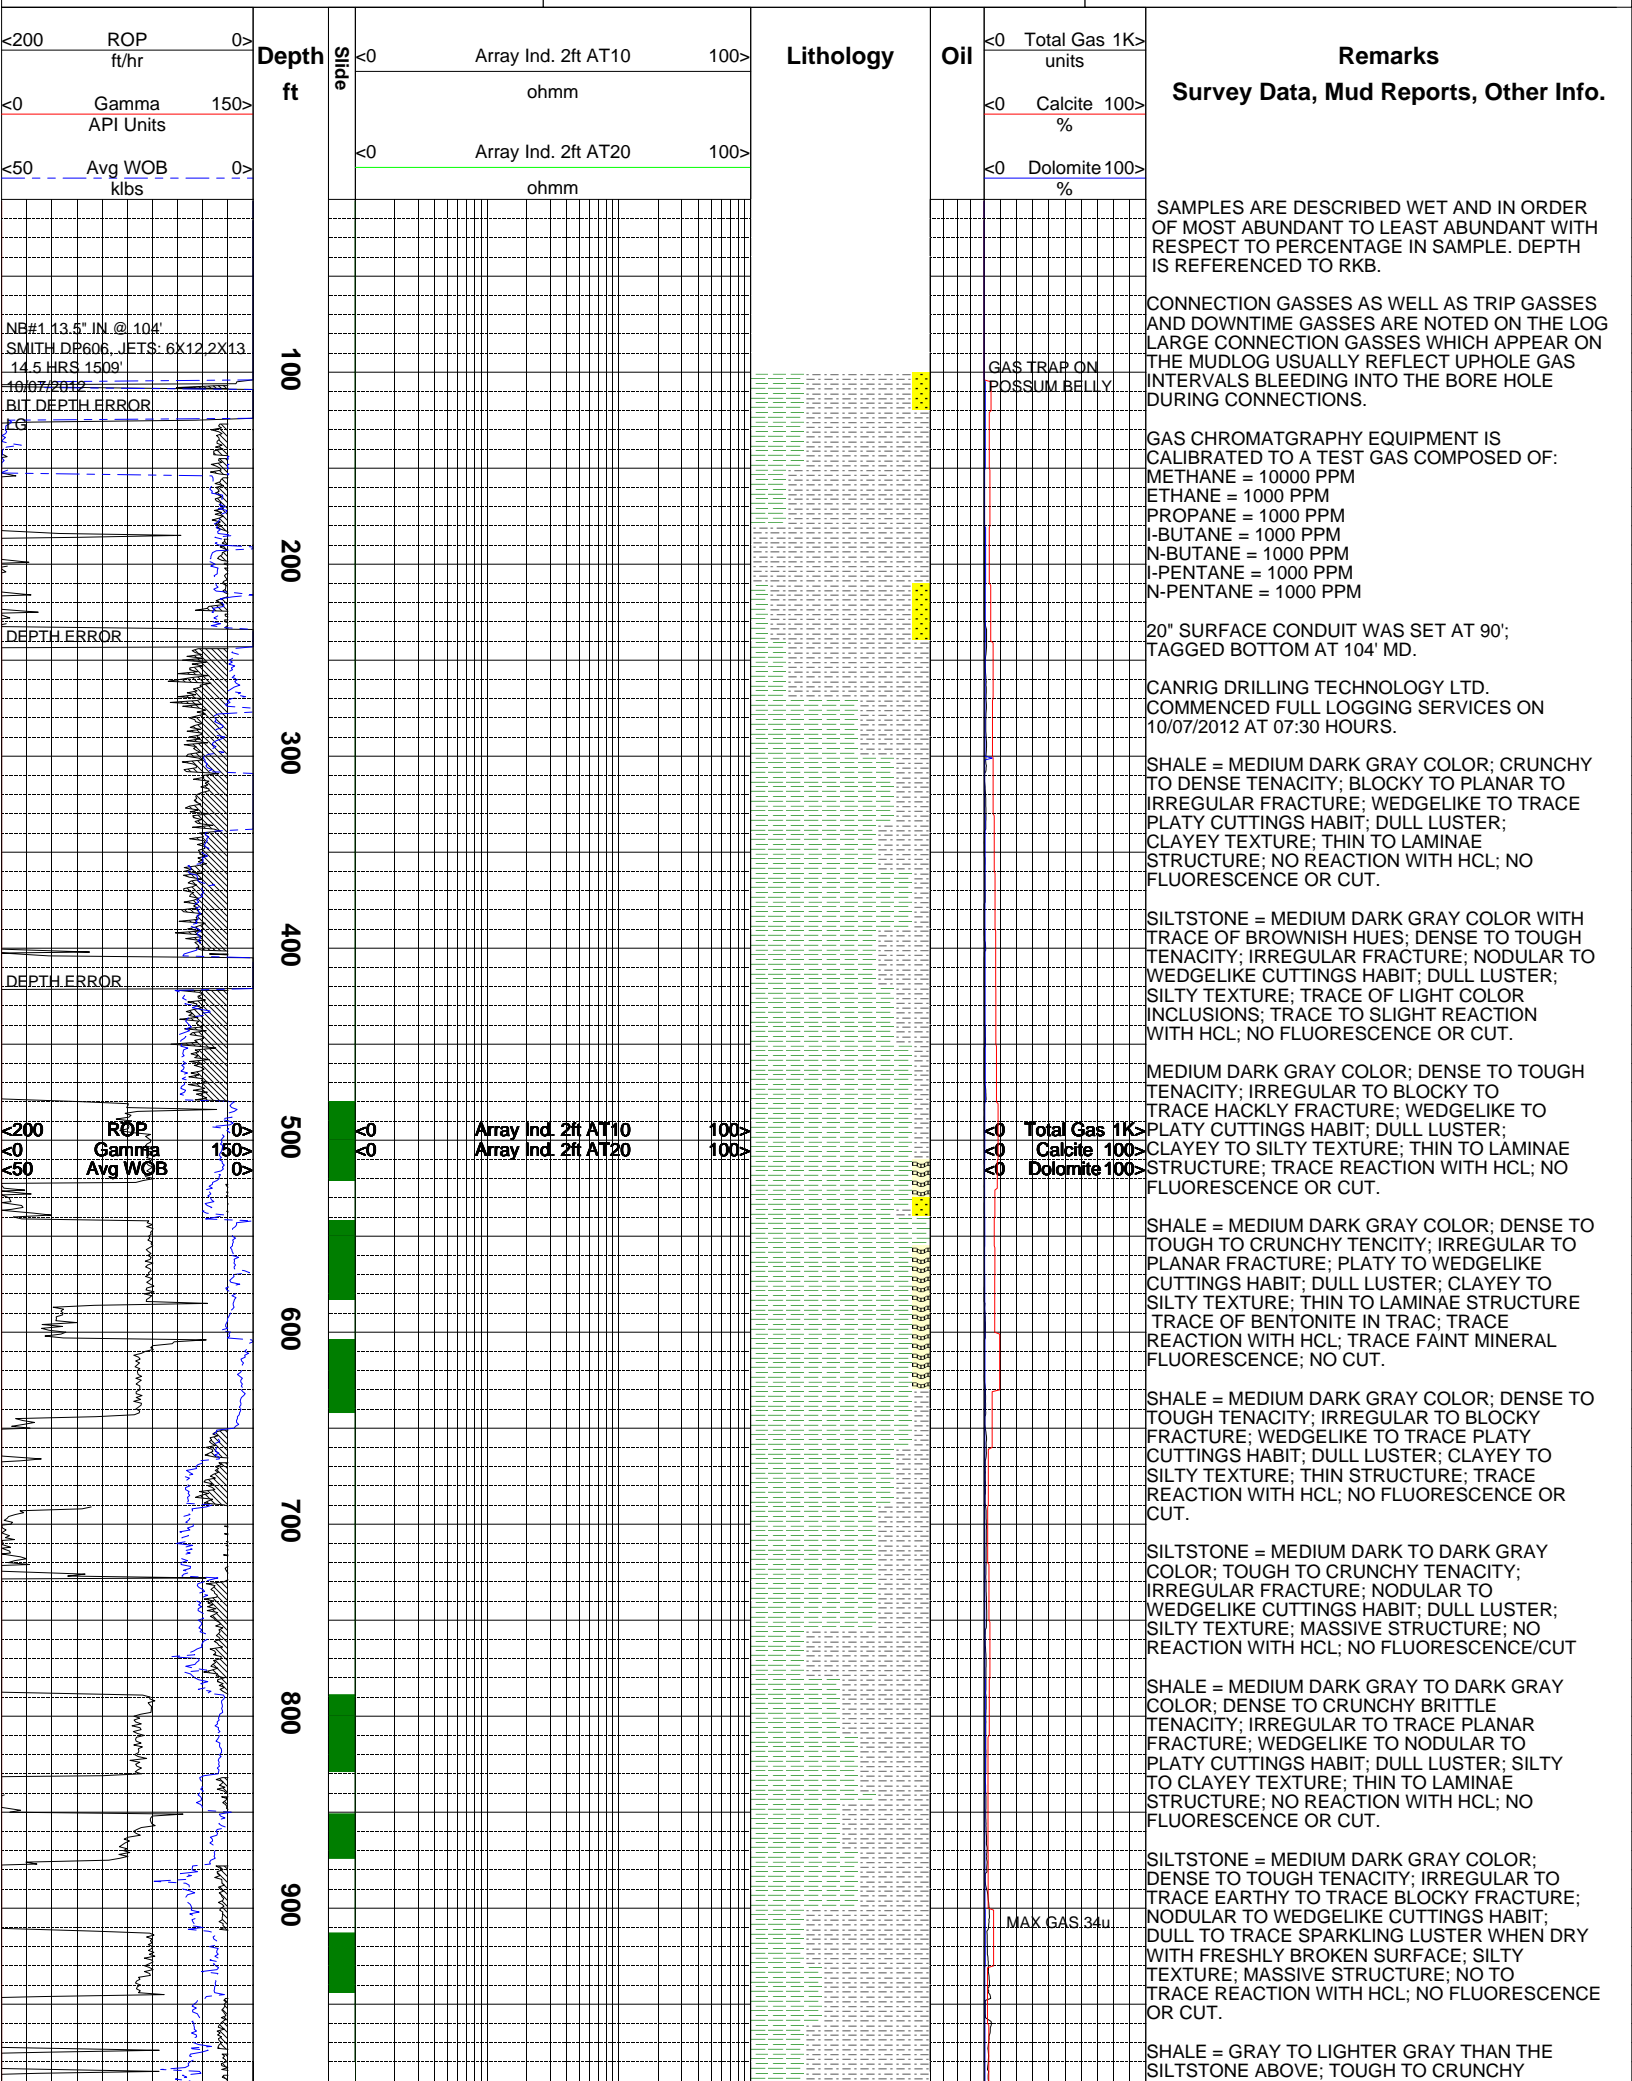 <200 ROP 0>
ft/hr
<0 Gamma 150>
API Units
<50 Avg WOB 0>
klbs
Depth
ft
Slide
<0 Array Ind. 2ft AT10 100>
ohmm
<0 Array Ind. 2ft AT20 100>
ohmm
Lithology
Oil
<0 Total Gas 1K>
units
<0 Calcite 100>
%
<0 Dolomite 100>
%
Remarks
Survey Data, Mud Reports, Other Info.
NB#1 13.5" IN @ 104'
SMITH DP606, JETS: 6X12,2X13
14.5 HRS 1509'
10/07/2012
BIT DEPTH ERROR
LG
DEPTH ERROR
DEPTH ERROR
<200 ROP 0>
<0 Gamma 150>
<50 Avg WOB 0>
100
200
300
400
500
600
700
800
900
<0 Array Ind. 2ft AT10 100>
<0 Array Ind. 2ft AT20 100>
GAS TRAP ON
POSSUM BELLY
<0 Total Gas 1K>
<0 Calcite 100>
<0 Dolomite 100>
MAX GAS 34u
SAMPLES ARE DESCRIBED WET AND IN ORDER
OF MOST ABUNDANT TO LEAST ABUNDANT WITH
RESPECT TO PERCENTAGE IN SAMPLE. DEPTH
IS REFERENCED TO RKB.
CONNECTION GASSES AS WELL AS TRIP GASSES
AND DOWNTIME GASSES ARE NOTED ON THE LOG
LARGE CONNECTION GASSES WHICH APPEAR ON
THE MUDLOG USUALLY REFLECT UPHOLE GAS
INTERVALS BLEEDING INTO THE BORE HOLE
DURING CONNECTIONS.
GAS CHROMATGRAPHY EQUIPMENT IS
CALIBRATED TO A TEST GAS COMPOSED OF:
METHANE = 10000 PPM
ETHANE = 1000 PPM
PROPANE = 1000 PPM
I-BUTANE = 1000 PPM
N-BUTANE = 1000 PPM
I-PENTANE = 1000 PPM
N-PENTANE = 1000 PPM
20" SURFACE CONDUIT WAS SET AT 90';
TAGGED BOTTOM AT 104' MD.
CANRIG DRILLING TECHNOLOGY LTD.
COMMENCED FULL LOGGING SERVICES ON
10/07/2012 AT 07:30 HOURS.
SHALE = MEDIUM DARK GRAY COLOR; CRUNCHY
TO DENSE TENACITY; BLOCKY TO PLANAR TO
IRREGULAR FRACTURE; WEDGELIKE TO TRACE
PLATY CUTTINGS HABIT; DULL LUSTER;
CLAYEY TEXTURE; THIN TO LAMINAE
STRUCTURE; NO REACTION WITH HCL; NO
FLUORESCENCE OR CUT.
SILTSTONE = MEDIUM DARK GRAY COLOR WITH
TRACE OF BROWNISH HUES; DENSE TO TOUGH
TENACITY; IRREGULAR FRACTURE; NODULAR TO
WEDGELIKE CUTTINGS HABIT; DULL LUSTER;
SILTY TEXTURE; TRACE OF LIGHT COLOR
INCLUSIONS; TRACE TO SLIGHT REACTION
WITH HCL; NO FLUORESCENCE OR CUT.
MEDIUM DARK GRAY COLOR; DENSE TO TOUGH
TENACITY; IRREGULAR TO BLOCKY TO
TRACE HACKLY FRACTURE; WEDGELIKE TO
PLATY CUTTINGS HABIT; DULL LUSTER;
CLAYEY TO SILTY TEXTURE; THIN TO LAMINAE
STRUCTURE; TRACE REACTION WITH HCL; NO
FLUORESCENCE OR CUT.
SHALE = MEDIUM DARK GRAY COLOR; DENSE TO
TOUGH TO CRUNCHY TENCITY; IRREGULAR TO
PLANAR FRACTURE; PLATY TO WEDGELIKE
CUTTINGS HABIT; DULL LUSTER; CLAYEY TO
SILTY TEXTURE; THIN TO LAMINAE STRUCTURE
TRACE OF BENTONITE IN TRAC; TRACE
REACTION WITH HCL; TRACE FAINT MINERAL
FLUORESCENCE; NO CUT.
SHALE = MEDIUM DARK GRAY COLOR; DENSE TO
TOUGH TENACITY; IRREGULAR TO BLOCKY
FRACTURE; WEDGELIKE TO TRACE PLATY
CUTTINGS HABIT; DULL LUSTER; CLAYEY TO
SILTY TEXTURE; THIN STRUCTURE; TRACE
REACTION WITH HCL; NO FLUORESCENCE OR
CUT.
SILTSTONE = MEDIUM DARK TO DARK GRAY
COLOR; TOUGH TO CRUNCHY TENACITY;
IRREGULAR FRACTURE; NODULAR TO
WEDGELIKE CUTTINGS HABIT; DULL LUSTER;
SILTY TEXTURE; MASSIVE STRUCTURE; NO
REACTION WITH HCL; NO FLUORESCENCE/CUT
SHALE = MEDIUM DARK GRAY TO DARK GRAY
COLOR; DENSE TO CRUNCHY BRITTLE
TENACITY; IRREGULAR TO TRACE PLANAR
FRACTURE; WEDGELIKE TO NODULAR TO
PLATY CUTTINGS HABIT; DULL LUSTER; SILTY
TO CLAYEY TEXTURE; THIN TO LAMINAE
STRUCTURE; NO REACTION WITH HCL; NO
FLUORESCENCE OR CUT.
SILTSTONE = MEDIUM DARK GRAY COLOR;
DENSE TO TOUGH TENACITY; IRREGULAR TO
TRACE EARTHY TO TRACE BLOCKY FRACTURE;
NODULAR TO WEDGELIKE CUTTINGS HABIT;
DULL TO TRACE SPARKLING LUSTER WHEN DRY
WITH FRESHLY BROKEN SURFACE; SILTY
TEXTURE; MASSIVE STRUCTURE; NO TO
TRACE REACTION WITH HCL; NO FLUORESCENCE
OR CUT.
SHALE = GRAY TO LIGHTER GRAY THAN THE
SILTSTONE ABOVE; TOUGH TO CRUNCHY